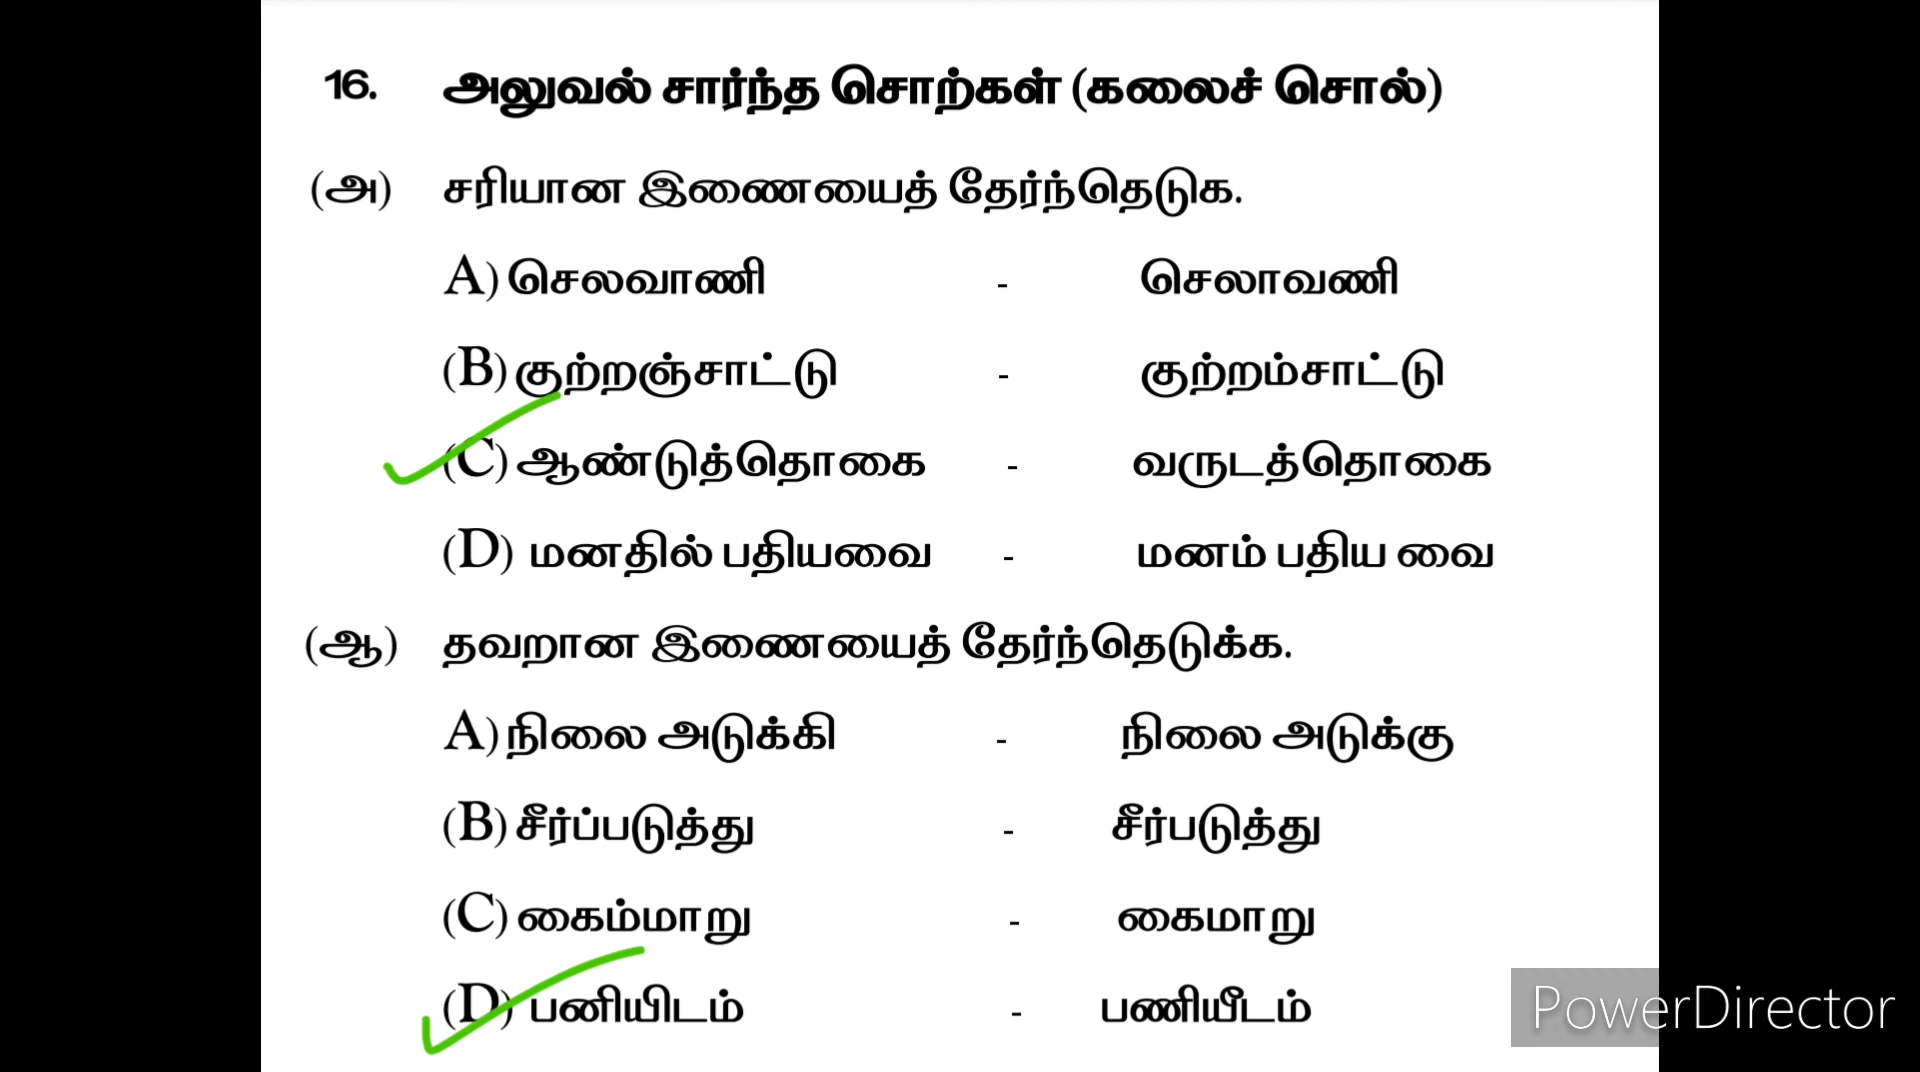 16. அலுவல் சார்ந்த சொற்கள் (கலைச் சொல்)
(அ) சரியான இணையைத் தேர்ந்தெடுக.
A) செலவாணி - செலாவணி
(B) குற்றஞ்சாட்டு - குற்றம்சாட்டு
(C) ஆண்டுத்தொகை - வருடத்தொகை
(D) மனதில் பதியவை - மனம் பதிய வை
(ஆ) தவறான இணையைத் தேர்ந்தெடுக்க.
A) நிலை அடுக்கி - நிலை அடுக்கு
(B) சீர்ப்படுத்து - சீர்படுத்து
(C) கைம்மாறு - கைமாறு
(D) பனியிடம் - பணியீடம்
PowerDirector